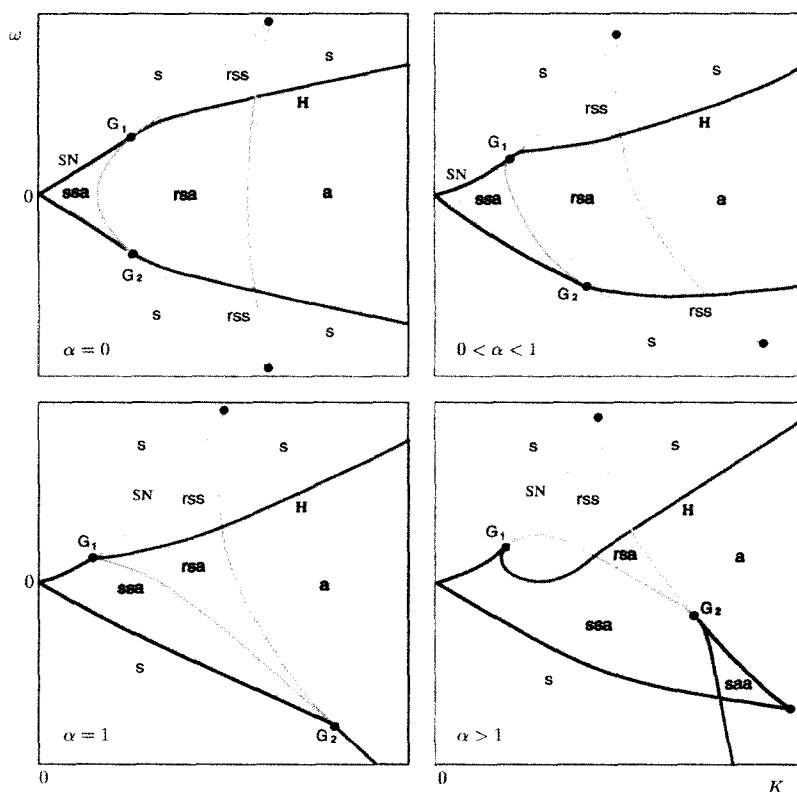 ω
s
rss
s
H
G₁
SN
0
ssa
rsa
a
G₂
s
rss
s
α = 0
s
s
rss
H
G₁
SN
ssa
rsa
a
G₂
rss
s
0 < α < 1
s
s
SN
rss
H
G₁
rsa
0
ssa
a
s
G₂
α = 1
0
s
s
SN
rss
H
G₁
rsa
a
G₂
ssa
s
saa
α > 1
0
K